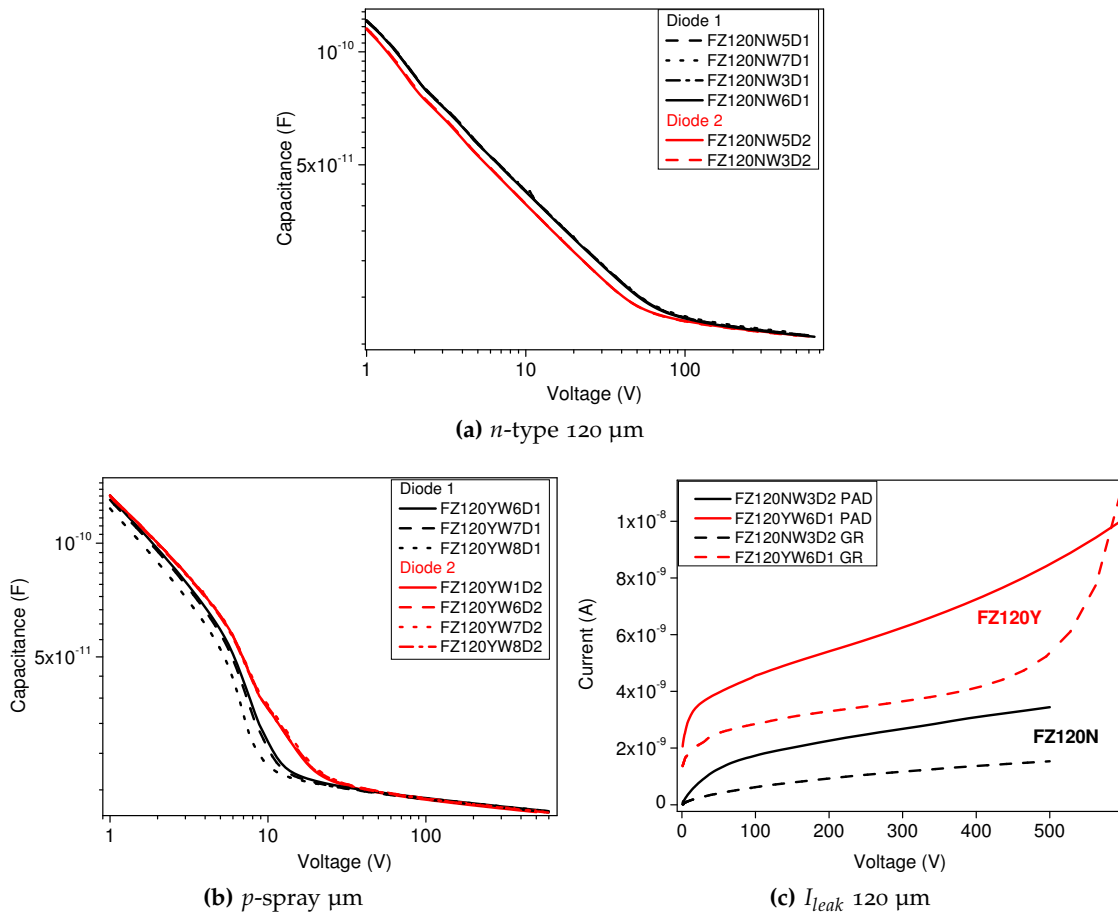 Diode 1
FZ120NW5D1
FZ120NW7D1
FZ120NW3D1
FZ120NW6D1
Diode 2
FZ120NW5D2
FZ120NW3D2
Capacitance (F)
10-10
5x10-11
1 10 100
Voltage (V)
(a) n-type 120 µm
Diode 1
FZ120YW6D1
FZ120YW7D1
FZ120YW8D1
Diode 2
FZ120YW1D2
FZ120YW6D2
FZ120YW7D2
FZ120YW8D2
Capacitance (F)
10-10
5x10-11
1 10 100
Voltage (V)
(b) p-spray µm
FZ120NW3D2 PAD
FZ120YW6D1 PAD
FZ120NW3D2 GR
FZ120YW6D1 GR
FZ120Y
FZ120N
Current (A)
1x10-8
8x10-9
6x10-9
4x10-9
2x10-9
0
0 100 200 300 400 500
Voltage (V)
(c) Ileak 120 µm